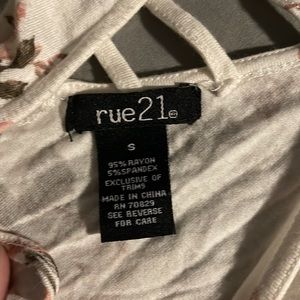 rue21
S
95% RAYON
5% SPANDEX
EXCLUSIVE OF
TRIMS
MADE IN CHINA
RN 70829
SEE REVERSE
FOR CARE